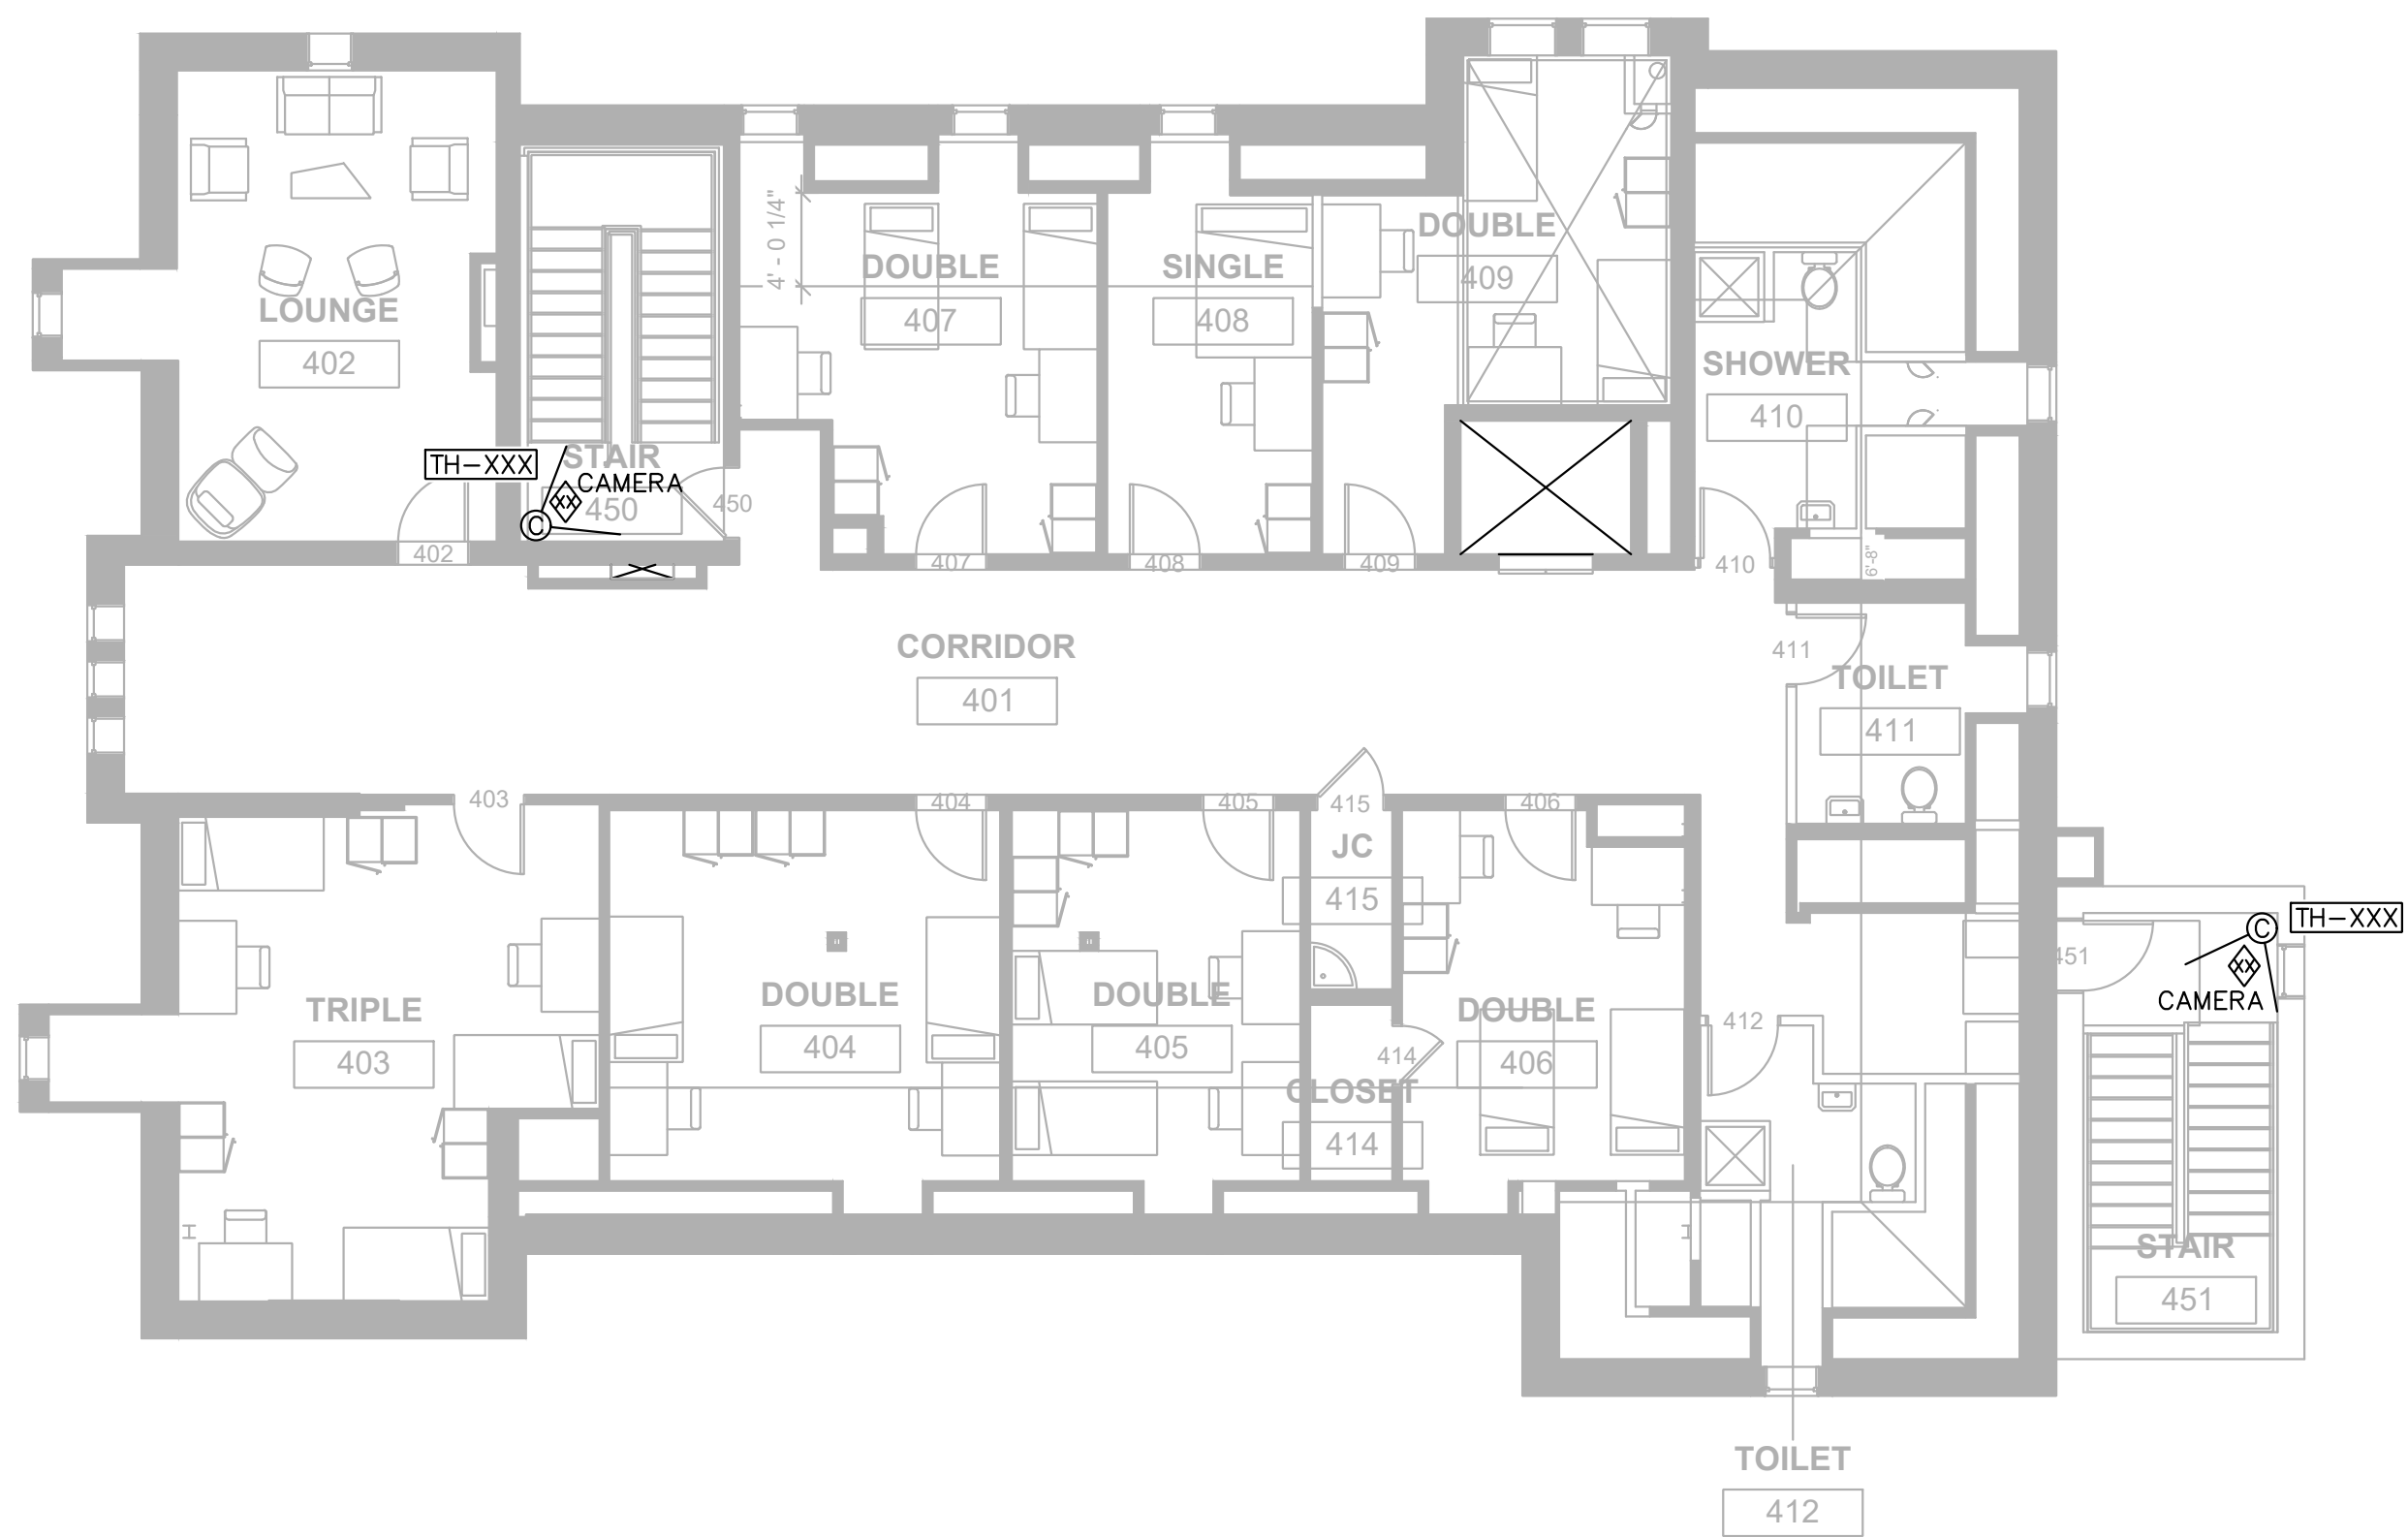 4' - 0 1/4"
DOUBLE
409
DOUBLE
407
SINGLE
408
LOUNGE
402
SHOWER
410
TH-XXX
STAIR
CAMERA
XX
450
C
450
402
407
408
409
410
6'-8"
CORRIDOR
401
411
TOILET
411
403
404
405
415
406
JC
415
TH-XXX
C
451
XX
CAMERA
TRIPLE
403
DOUBLE
404
DOUBLE
405
DOUBLE
406
412
414
CLOSET
414
STAIR
451
TOILET
412